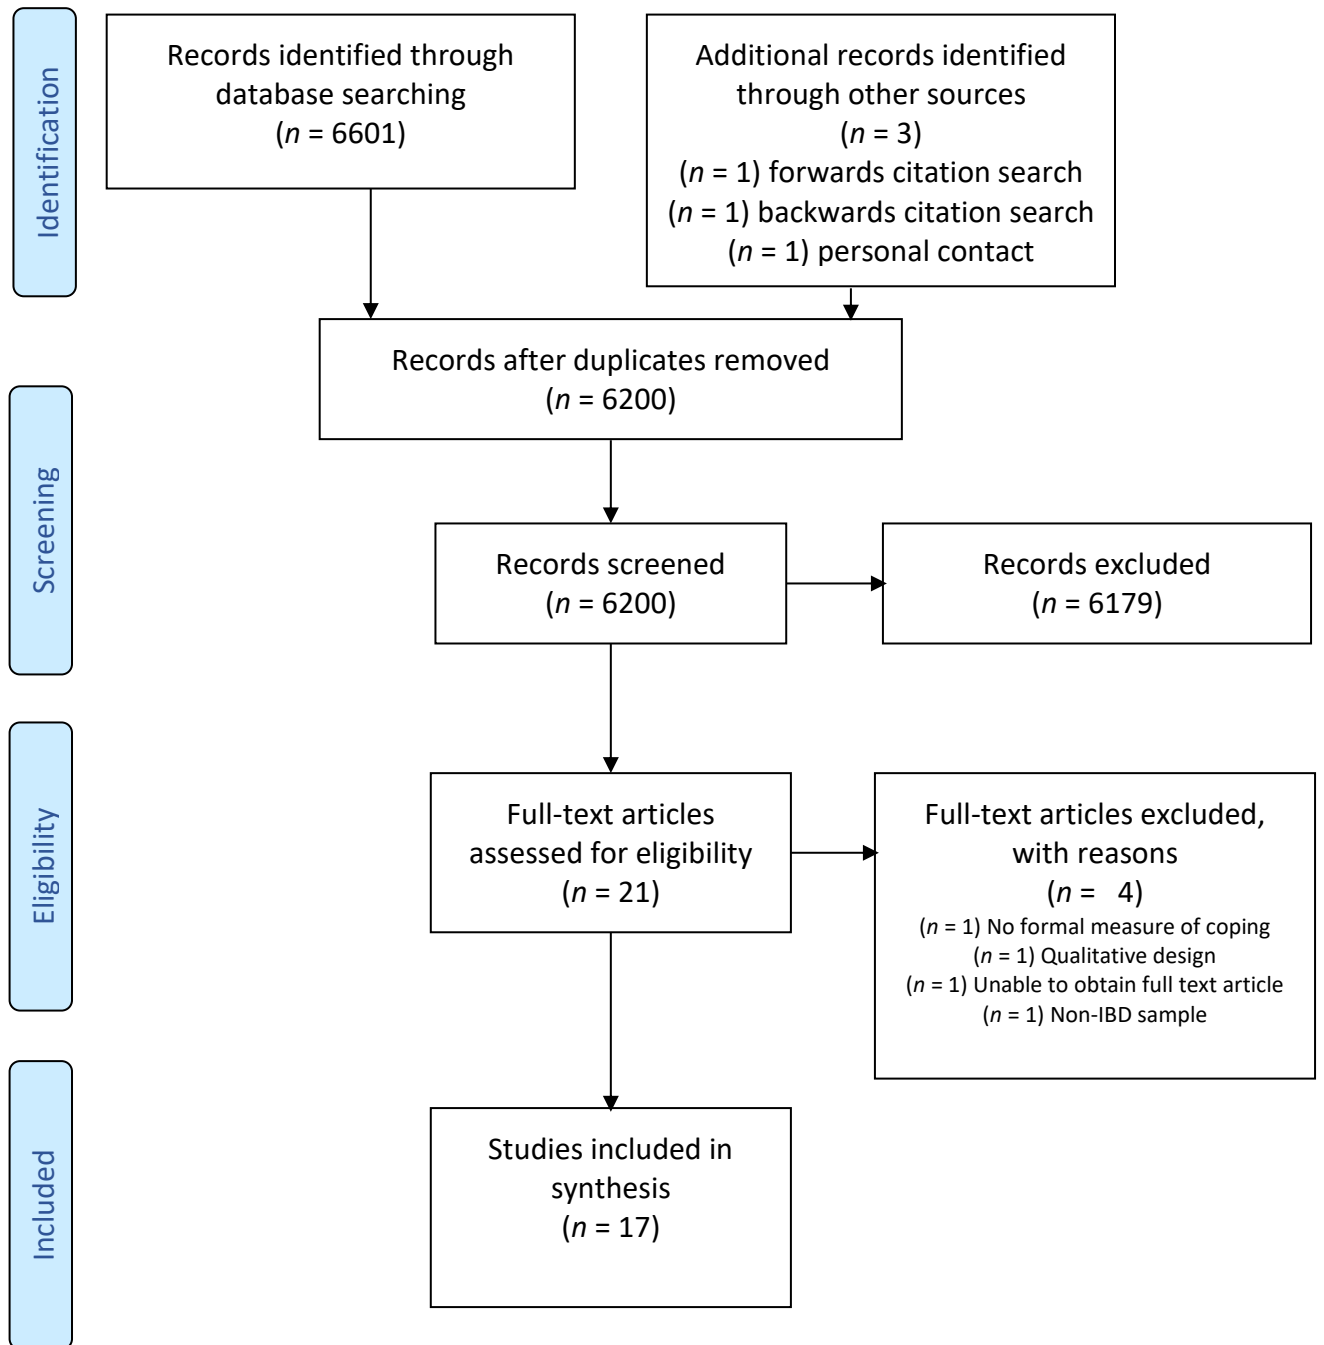 Identification
Records identified through
database searching
(n = 6601)
Additional records identified
through other sources
(n = 3)
(n = 1) forwards citation search
(n = 1) backwards citation search
(n = 1) personal contact
Records after duplicates removed
(n = 6200)
Screening
Records screened
(n = 6200)
Records excluded
(n = 6179)
Eligibility
Full-text articles
assessed for eligibility
(n = 21)
Full-text articles excluded,
with reasons
(n =   4)
(n = 1) No formal measure of coping
(n = 1) Qualitative design
(n = 1) Unable to obtain full text article
(n = 1) Non-IBD sample
Included
Studies included in
synthesis
(n = 17)